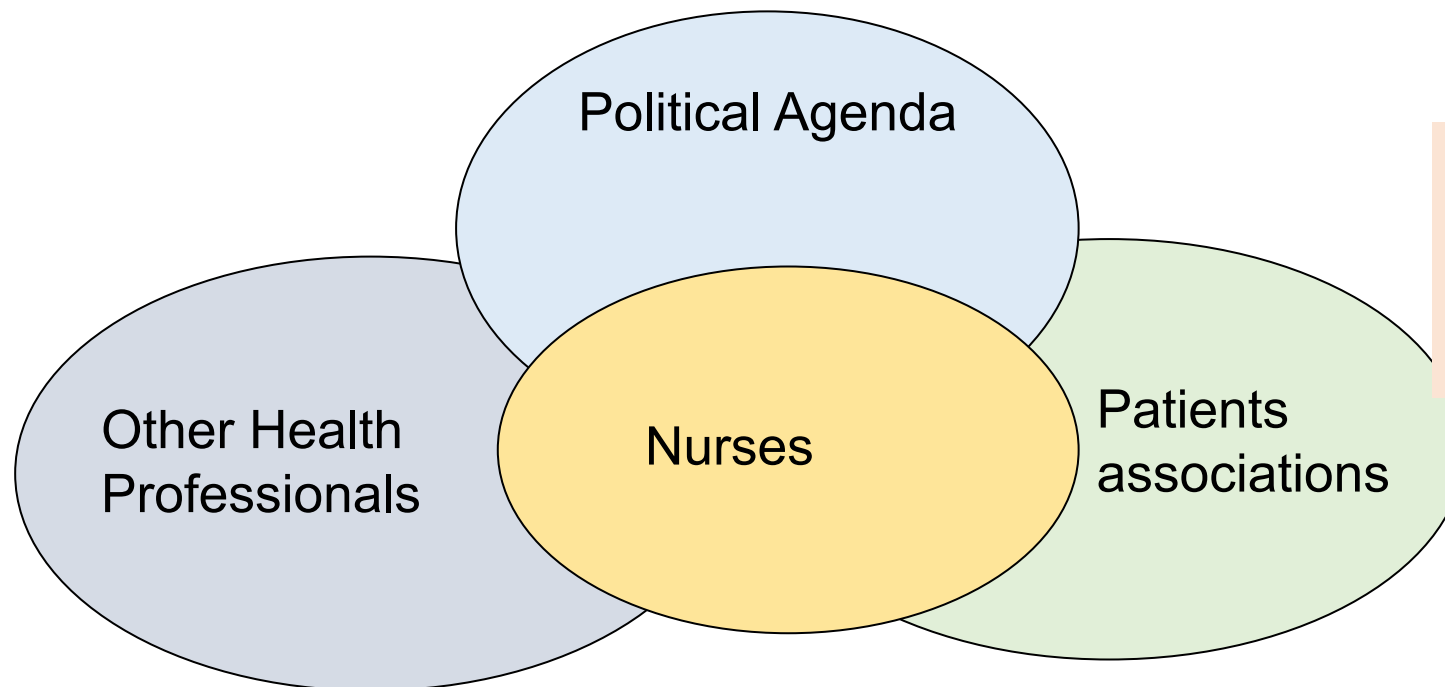 Political Agenda
Other Health
Professionals
Nurses
Patients
associations